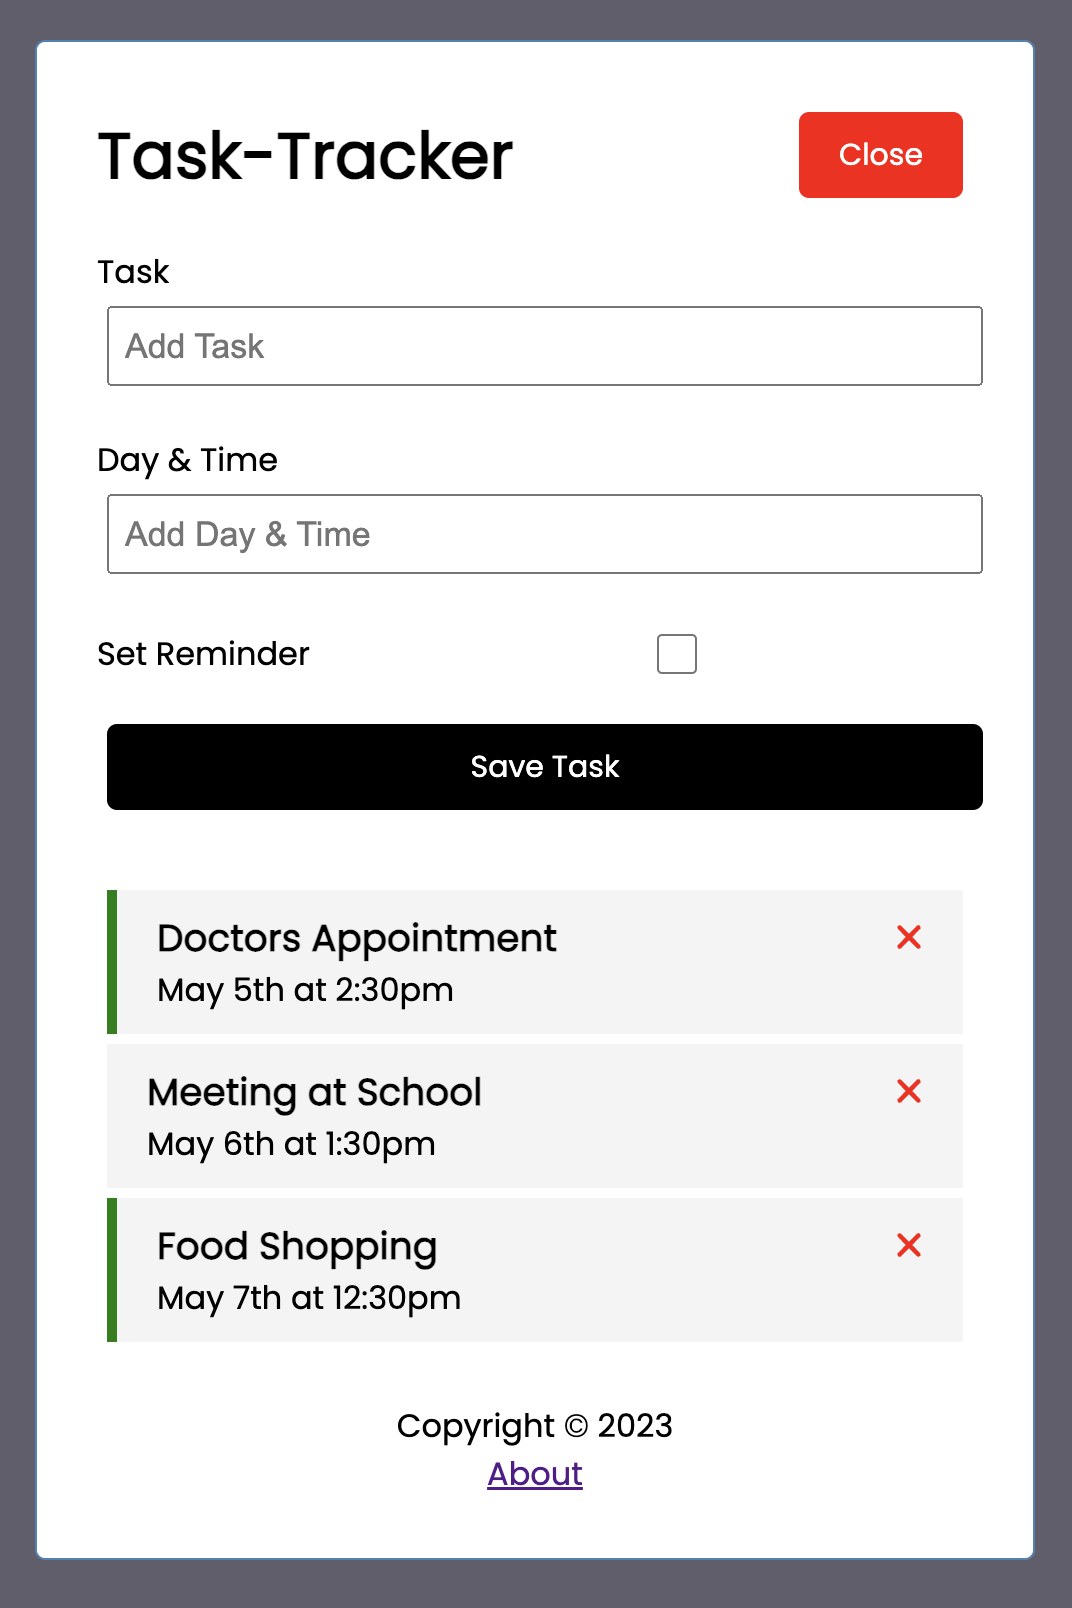 Task-Tracker
Close
Task
Add Task
Day & Time
Add Day & Time
Set Reminder
Save Task
Doctors Appointment
May 5th at 2:30pm
Meeting at School
May 6th at 1:30pm
Food Shopping
May 7th at 12:30pm
Copyright © 2023
About